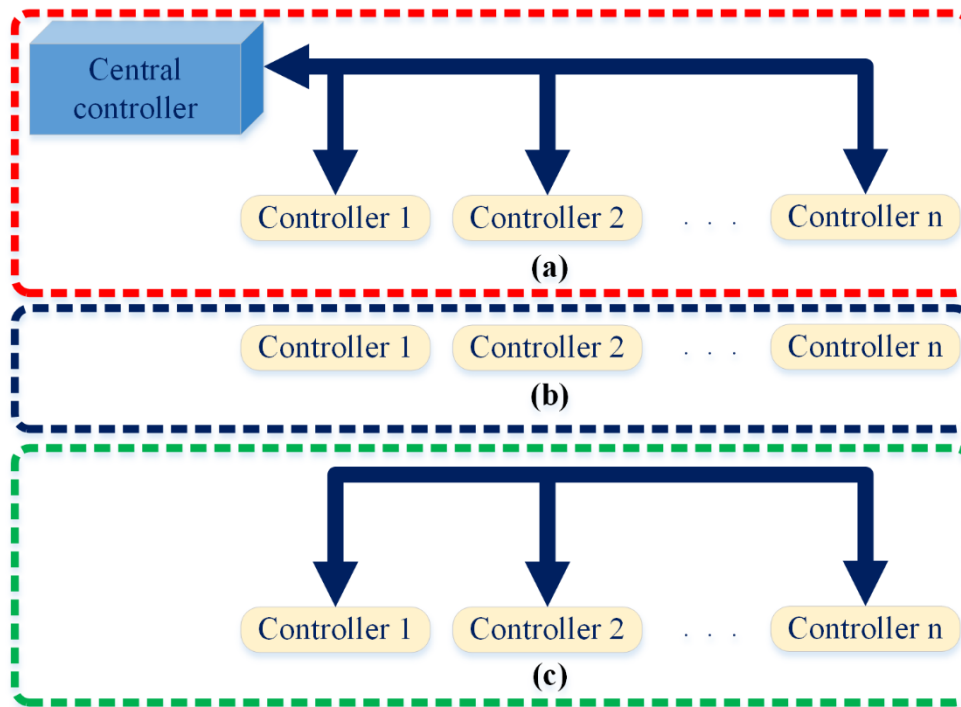 Central
controller
Controller 1 Controller 2 . . . Controller n
(a)
Controller 1 Controller 2 . . . Controller n
(b)
Controller 1 Controller 2 . . . Controller n
(c)